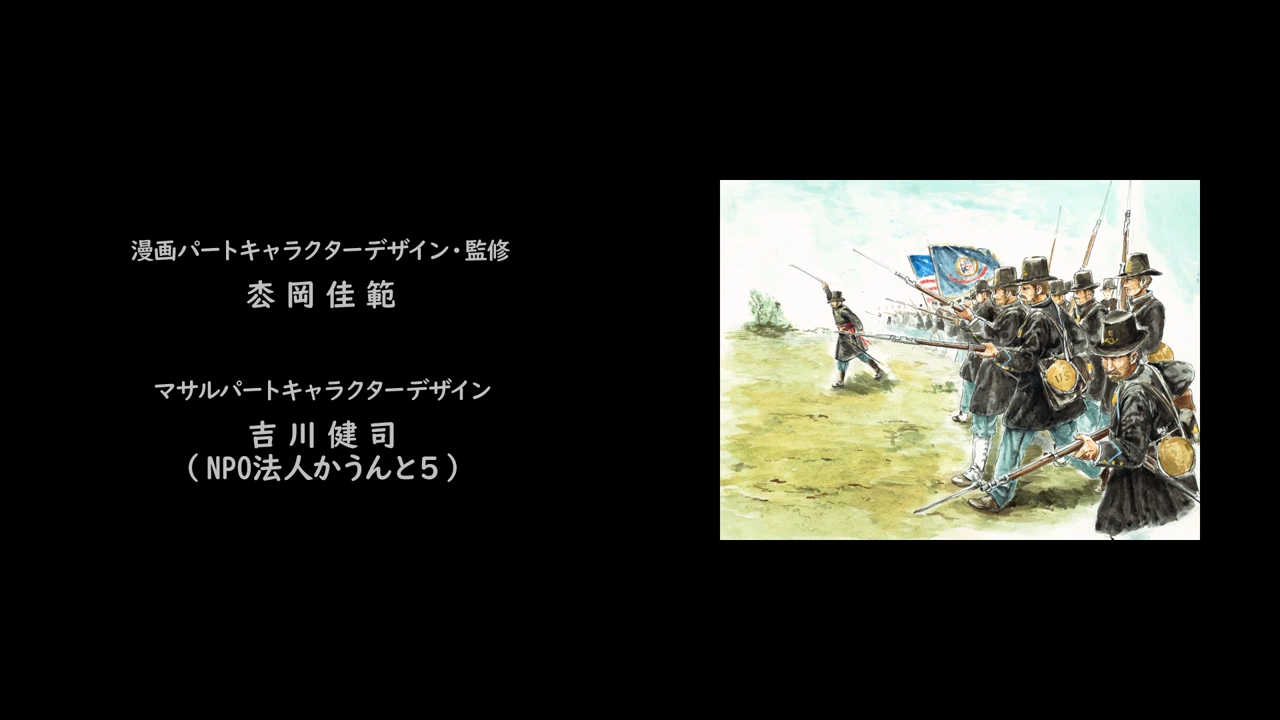 漫画パートキャラクターデザイン・監修
枩岡佳範
マサルパートキャラクターデザイン
吉川健司
(NPO法人かうんと5)
US